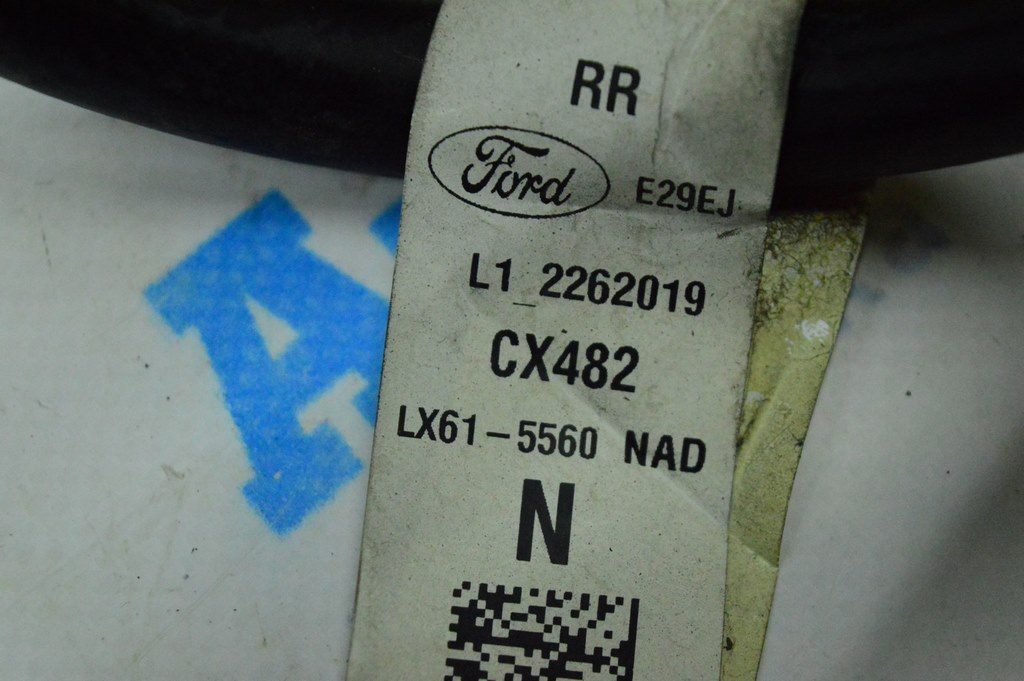 RR
Ford E29EJ
L1_2262019
CX482
LX61-5560 NAD
N
A